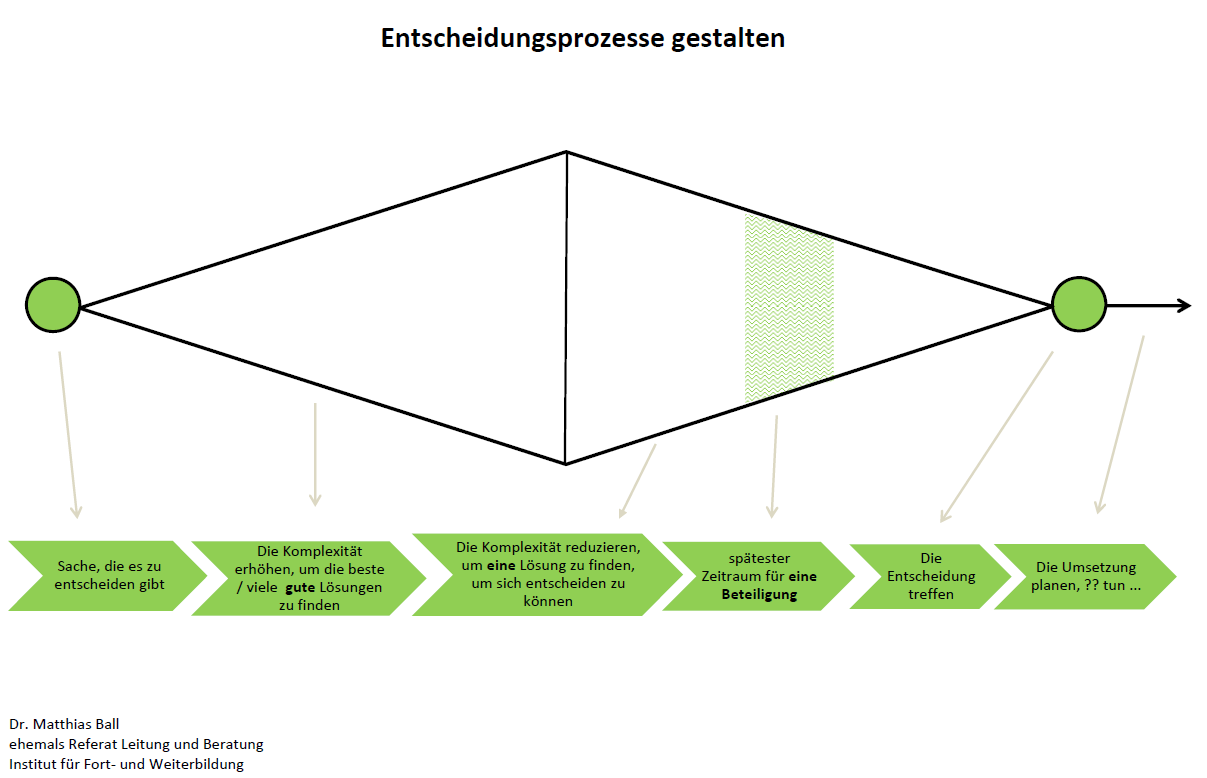 Entscheidungsprozesse gestalten
Sache, die es zu
entscheiden gibt
Die Komplexität
erhöhen, um die beste
/ viele gute Lösungen
zu finden
Die Komplexität reduzieren,
um eine Lösung zu finden,
um sich entscheiden zu
können
spätester
Zeitraum für eine
Beteiligung
Die
Entscheidung
treffen
Die Umsetzung
planen, ?? tun ...
Dr. Matthias Ball
ehemals Referat Leitung und Beratung
Institut für Fort- und Weiterbildung